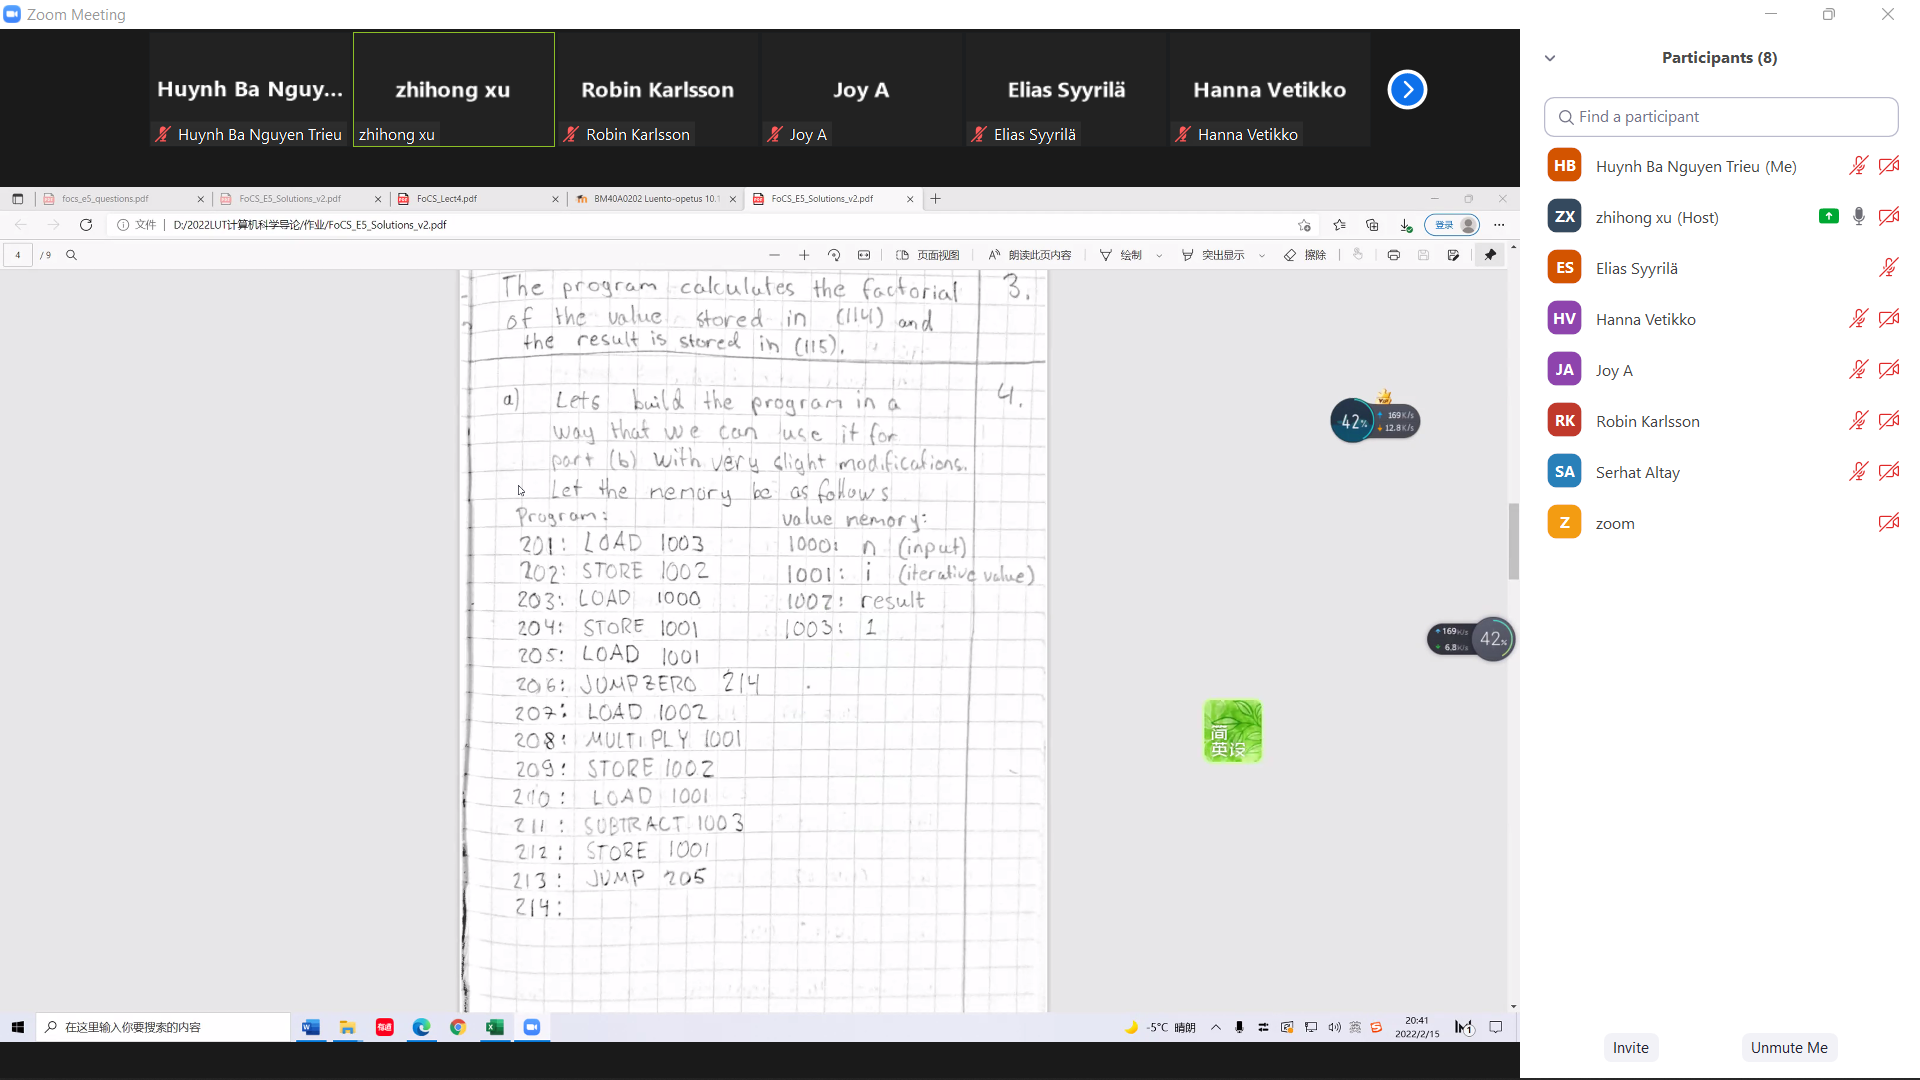 Zoom Meeting
Huynh Ba Nguy...
zhihong xu
Robin Karlsson
Joy A
Elias Syyrilä
Hanna Vetikko
Huynh Ba Nguyen Trieu
zhihong xu
Robin Karlsson
Joy A
Elias Syyrilä
Hanna Vetikko
focs_e5_questions.pdf
FoCS_E5_Solutions_v2.pdf
FoCS_Lect4.pdf
BM40A0202 Luento-opetus 10.1
FoCS_E5_Solutions_v2.pdf
文件
D:/2022LUT计算机科学导论/作业/FoCS_E5_Solutions_v2.pdf
登录
4 / 9
页面视图
朗读此页内容
绘制
突出显示
擦除
The program calculates the factorial 3.
of the value stored in (114) and
the result is stored in (115).
a) Lets build the program in a 4.
way that we can use it for
part (b) with very slight modifications.
Let the nemory be as follows
Program: value nemory:
201: LOAD 1003 1000: n (input)
202: STORE 1002 1001: i (iterative value)
203: LOAD 1000 1002: result
204: STORE 1001 1003: 1
205: LOAD 1001
206: JUMPZERO 214
207: LOAD 1002
208: MULTIPLY 1001
209: STORE 1002
210: LOAD 1001
211: SUBTRACT 1003
212: STORE 1001
213: JUMP 205
214:
42%
169K/s
12.8K/s
169K/s
6.8K/s
42%
简
英设
在这里输入你要搜索的内容
有道
-5°C 晴朗
英
20:41
2022/2/15
1
Participants (8)
Find a participant
HB Huynh Ba Nguyen Trieu (Me)
ZX zhihong xu (Host)
ES Elias Syyrilä
HV Hanna Vetikko
JA Joy A
RK Robin Karlsson
SA Serhat Altay
Z zoom
Invite
Unmute Me